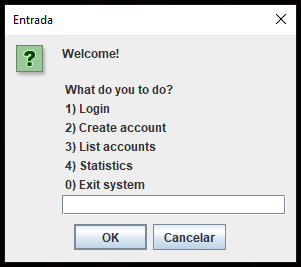 Entrada
Welcome!
What do you to do?
1) Login
2) Create account
3) List accounts
4) Statistics
0) Exit system
OK
Cancelar